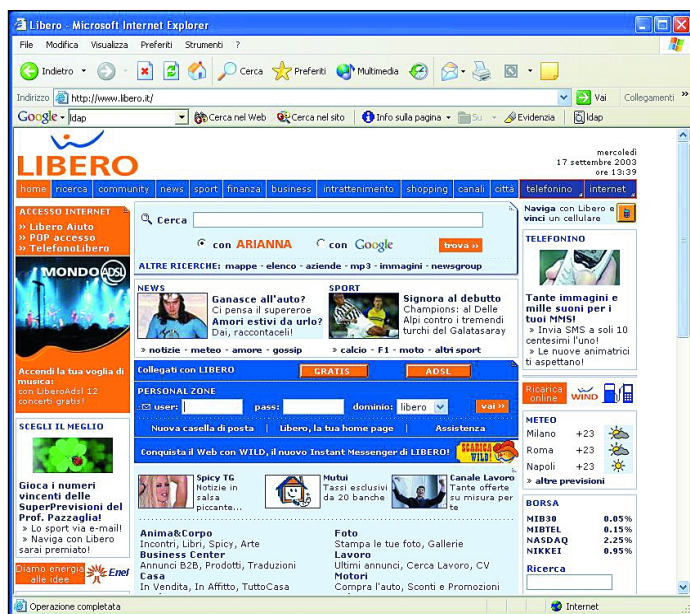 Libero - Microsoft Internet Explorer
File Modifica Visualizza Preferiti Strumenti ?
Indietro Cerca Preferiti Multimedia
Indirizzo http://www.libero.it/ Vai Collegamenti »
Google ldap Cerca nel Web Cerca nel sito Info sulla pagina Su Evidenzia ldap
LIBERO
mercoledì
17 settembre 2003
ore 13:39
home ricerca community news sport finanza business intrattenimento shopping canali città telefonino internet
ACCESSO INTERNET
» Libero Aiuto
» POP accesso
» TelefonoLibero
MONDO ADSL
Accendi la tua voglia di
musica:
con LiberoAdsl 12
concerti gratis!
SCEGLI IL MEGLIO
Gioca i numeri
vincenti delle
SuperPrevisioni del
Prof. Pazzaglia!
» Lo sport via e-mail!
» Naviga con Libero
sarai premiato!
Diamo energia
alle idee
Enel
Cerca
con ARIANNA con Google trova »
ALTRE RICERCHE: mappe - elenco - aziende - mp3 - immagini - newsgroup
NEWS
Ganasce all'auto?
Ci pensa il supereroe
Amori estivi da urlo?
Dai, raccontaceli!
» notizie - meteo - amore - gossip
SPORT
Signora al debutto
Champions: al Delle
Alpi contro i tremendi
turchi del Galatasaray
» calcio - F1 - moto - altri sport
Collegati con LIBERO GRATIS ADSL
PERSONAL ZONE
user: pass: dominio: libero vai »
Nuova casella di posta | Libero, la tua home page | Assistenza
Conquista il Web con WILD, il nuovo Instant Messenger di LIBERO! SCARICA WILD!
Spicy TG
Notizie in
salsa
piccante...
Mutui
Tassi esclusivi
da 20 banche
Canale Lavoro
Tante offerte
su misura per
te
Anima&Corpo
Incontri, Libri, Spicy, Arte
Business Center
Annunci B2B, Prodotti, Traduzioni
Casa
In Vendita, In Affitto, TuttoCasa
Foto
Stampa le tue foto, Gallerie
Lavoro
Ultimi annunci, Cerca Lavoro, CV
Motori
Compra l'auto, Sconti e Promozioni
Naviga con Libero e
vinci un cellulare
TELEFONINO
Tante immagini e
mille suoni per i
tuoi MMS!
» Invia SMS a soli 10
centesimi l'uno!
» Le nuove animatrici
ti aspettano!
Ricarica
online
WIND
METEO
Milano +23
Roma +23
Napoli +23
» altre previsioni
BORSA
MIB30 0.05%
MIBTEL 0.15%
NASDAQ 2.25%
NIKKEI 0.95%
Ricerca
Operazione completata
Internet